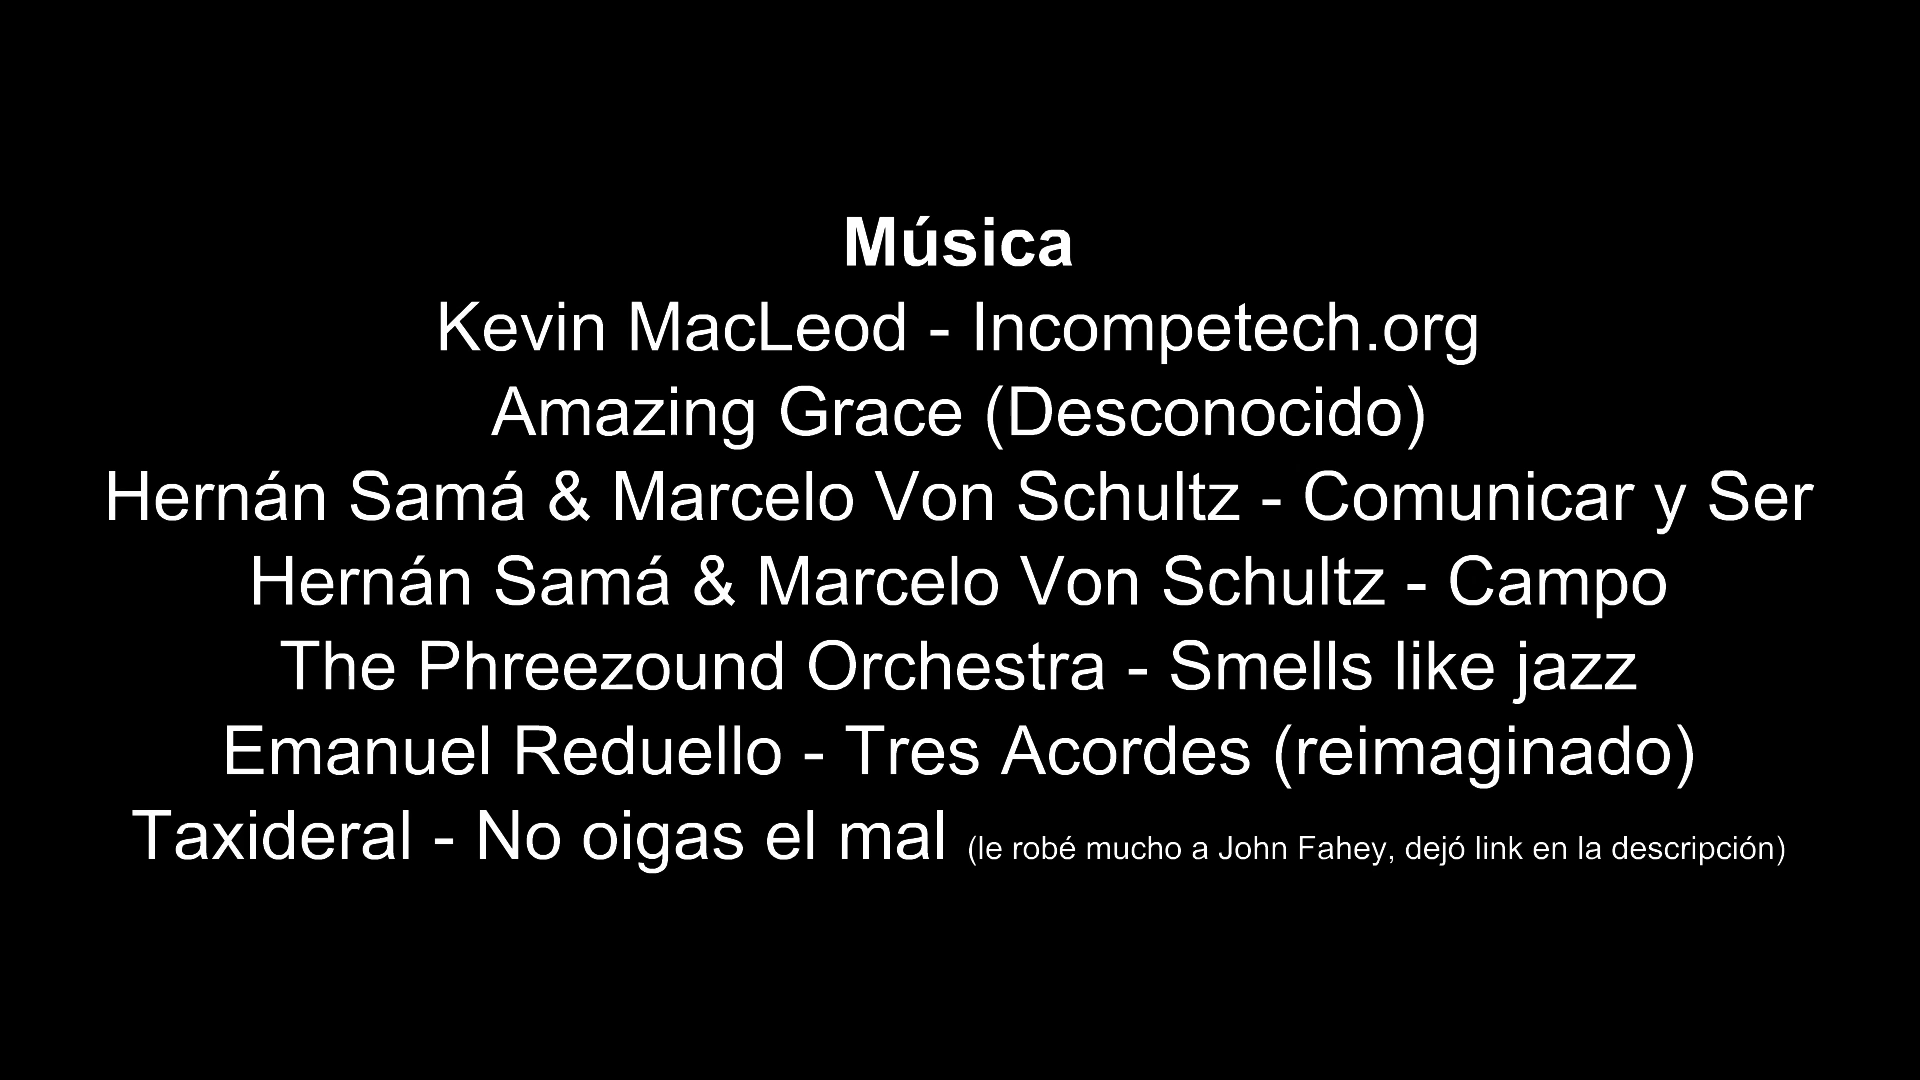 Música
Kevin MacLeod - Incompetech.org
Amazing Grace (Desconocido)
Hernán Samá & Marcelo Von Schultz - Comunicar y Ser
Hernán Samá & Marcelo Von Schultz - Campo
The Phreezound Orchestra - Smells like jazz
Emanuel Reduello - Tres Acordes (reimaginado)
Taxideral - No oigas el mal (le robé mucho a John Fahey, dejó link en la descripción)